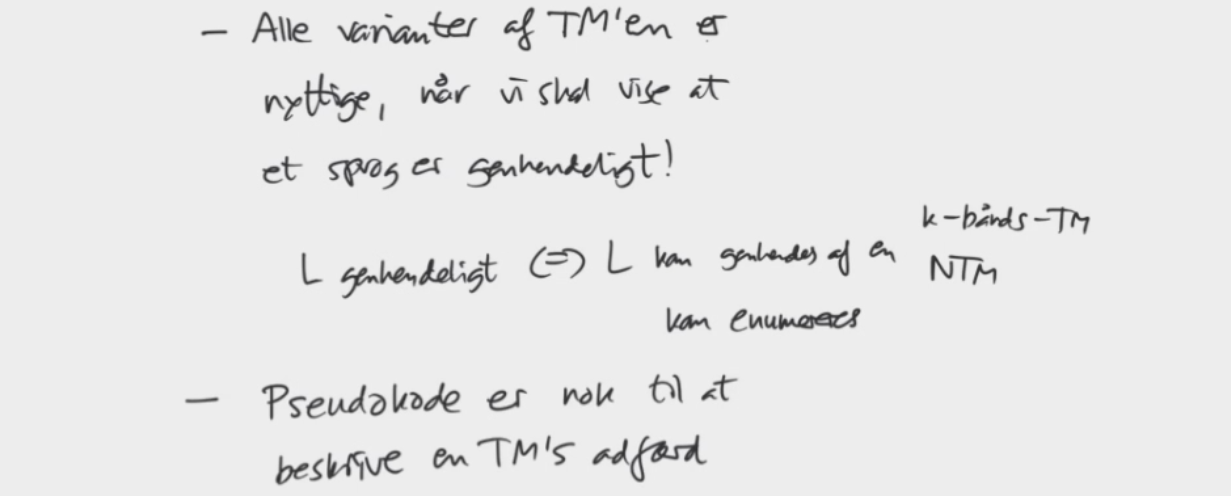 - Alle varianter af TM'en er
nyttige, når vi skal vise at
et sprog er genkendeligt!
k-bånds-TM
L genkendeligt <=> L kan genkendes af en NTM
kan enumereres
- Pseudokode er nok til at
beskrive en TM's adfærd